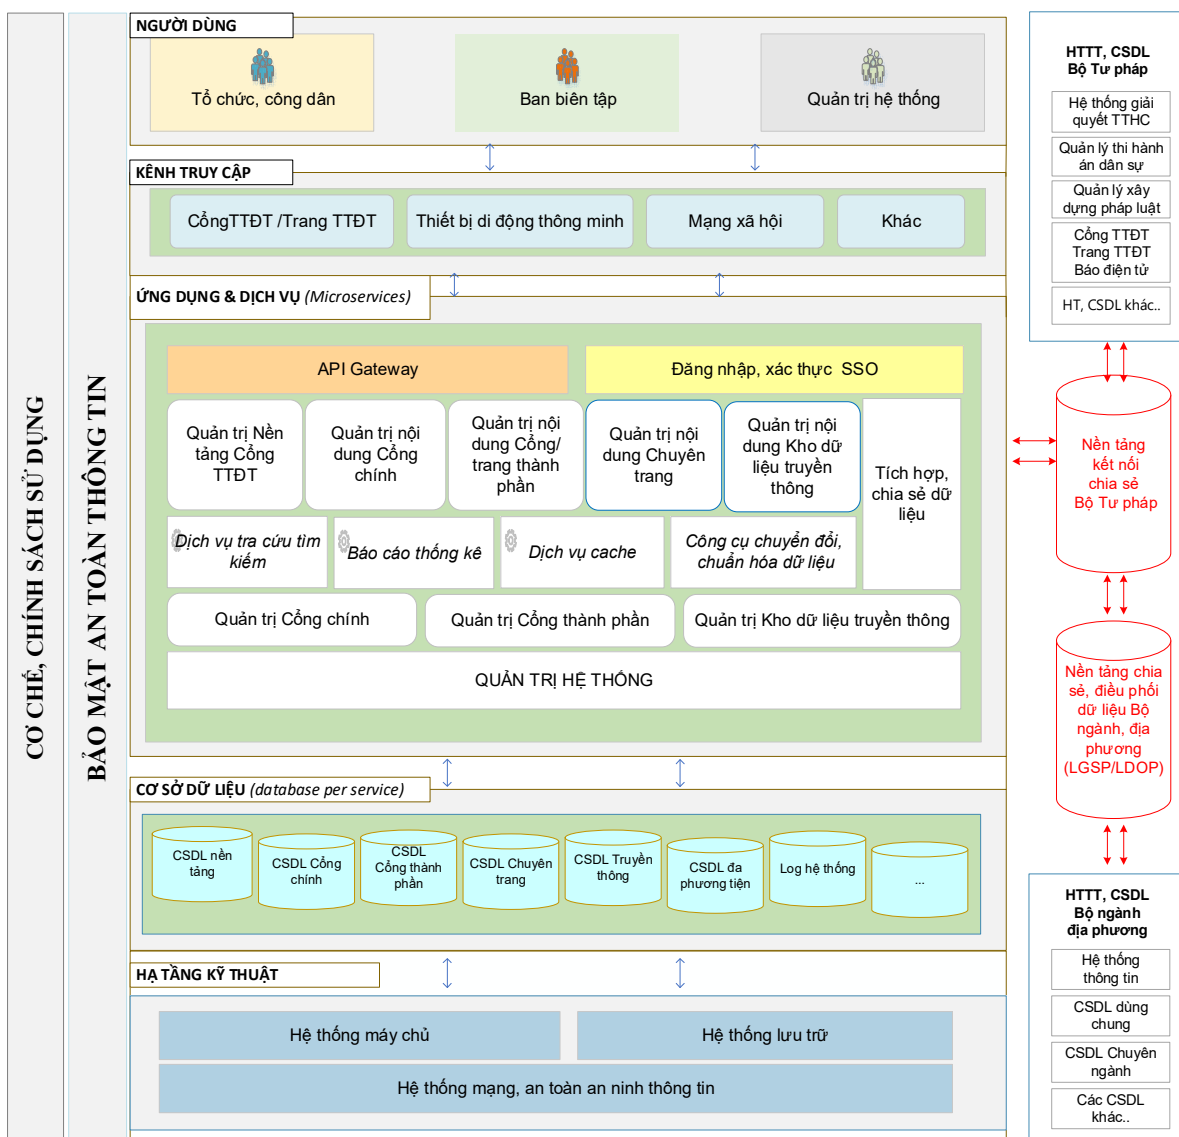 CƠ CHẾ, CHÍNH SÁCH SỬ DỤNG
BẢO MẬT AN TOÀN THÔNG TIN
NGƯỜI DÙNG
Tổ chức, công dân
Ban biên tập
Quản trị hệ thống
KÊNH TRUY CẬP
CổngTTĐT /Trang TTĐT
Thiết bị di động thông minh
Mạng xã hội
Khác
ỨNG DỤNG & DỊCH VỤ (Microservices)
API Gateway
Đăng nhập, xác thực SSO
Quản trị Nền
tảng Cổng
TTĐT
Quản trị nội
dung Cổng
chính
Quản trị nội
dung Cổng/
trang thành
phần
Quản trị nội
dung Chuyên
trang
Quản trị nội
dung Kho dữ
liệu truyền
thông
Tích hợp,
chia sẻ dữ
liệu
Dịch vụ tra cứu tìm
kiếm
Báo cáo thống kê
Dịch vụ cache
Công cụ chuyển đổi,
chuẩn hóa dữ liệu
Quản trị Cổng chính
Quản trị Cổng thành phần
Quản trị Kho dữ liệu truyền thông
QUẢN TRỊ HỆ THỐNG
CƠ SỞ DỮ LIỆU (database per service)
CSDL nền
tảng
CSDL Cổng
chính
CSDL
Cổng thành
phần
CSDL Chuyên
trang
CSDL Truyền
thông
CSDL đa
phương tiện
Log hệ thống
...
HẠ TẦNG KỸ THUẬT
Hệ thống máy chủ
Hệ thống lưu trữ
Hệ thống mạng, an toàn an ninh thông tin
HTTT, CSDL
Bộ Tư pháp
Hệ thống giải
quyết TTHC
Quản lý thi hành
án dân sự
Quản lý xây
dựng pháp luật
Cổng TTĐT
Trang TTĐT
Báo điện tử
HT, CSDL khác..
Nền tảng
kết nối
chia sẻ
Bộ Tư pháp
Nền tảng chia
sẻ, điều phối
dữ liệu Bộ
ngành, địa
phương
(LGSP/LDOP)
HTTT, CSDL
Bộ ngành
địa phương
Hệ thống
thông tin
CSDL dùng
chung
CSDL Chuyên
ngành
Các CSDL
khác..